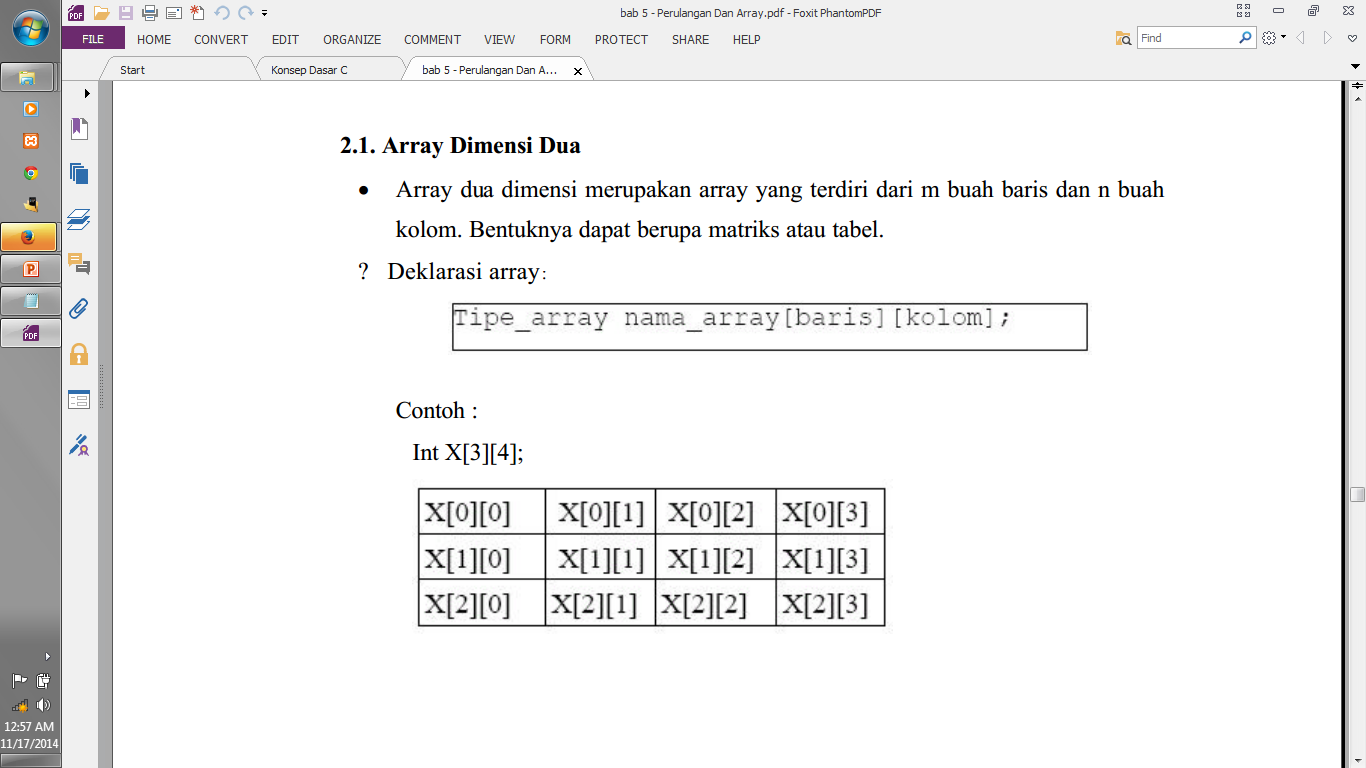 bab 5 - Perulangan Dan Array.pdf - Foxit PhantomPDF
FILE HOME CONVERT EDIT ORGANIZE COMMENT VIEW FORM PROTECT SHARE HELP Find
Start Konsep Dasar C bab 5 - Perulangan Dan A...
2.1. Array Dimensi Dua
• Array dua dimensi merupakan array yang terdiri dari m buah baris dan n buah
kolom. Bentuknya dapat berupa matriks atau tabel.
? Deklarasi array:
Tipe_array nama_array[baris][kolom];
Contoh :
Int X[3][4];
X[0][0] X[0][1] X[0][2] X[0][3]
X[1][0] X[1][1] X[1][2] X[1][3]
X[2][0] X[2][1] X[2][2] X[2][3]
PDF
P
PDF
12:57 AM
11/17/2014